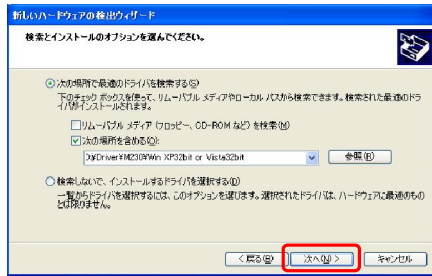 新しいハードウェアの検出ウィザード
検索とインストールのオプションを選んでください。
次の場所で最適のドライバを検索する(S)
下のチェック ボックスを使って、リムーバブル メディアやローカル パスから検索できます。検索された最適のドラ
イバがインストールされます。
リムーバブル メディア (フロッピー、CD-ROM など) を検索(M)
次の場所を含める(O):
D:¥Driver¥M230¥Win XP32bit or Vista32bit
参照(R)
検索しないで、インストールするドライバを選択する(D)
一覧からドライバを選択するには、このオプションを選びます。選択されたドライバは、ハードウェアに最適のもの
とは限りません。
< 戻る(B)
次へ(N) >
キャンセル